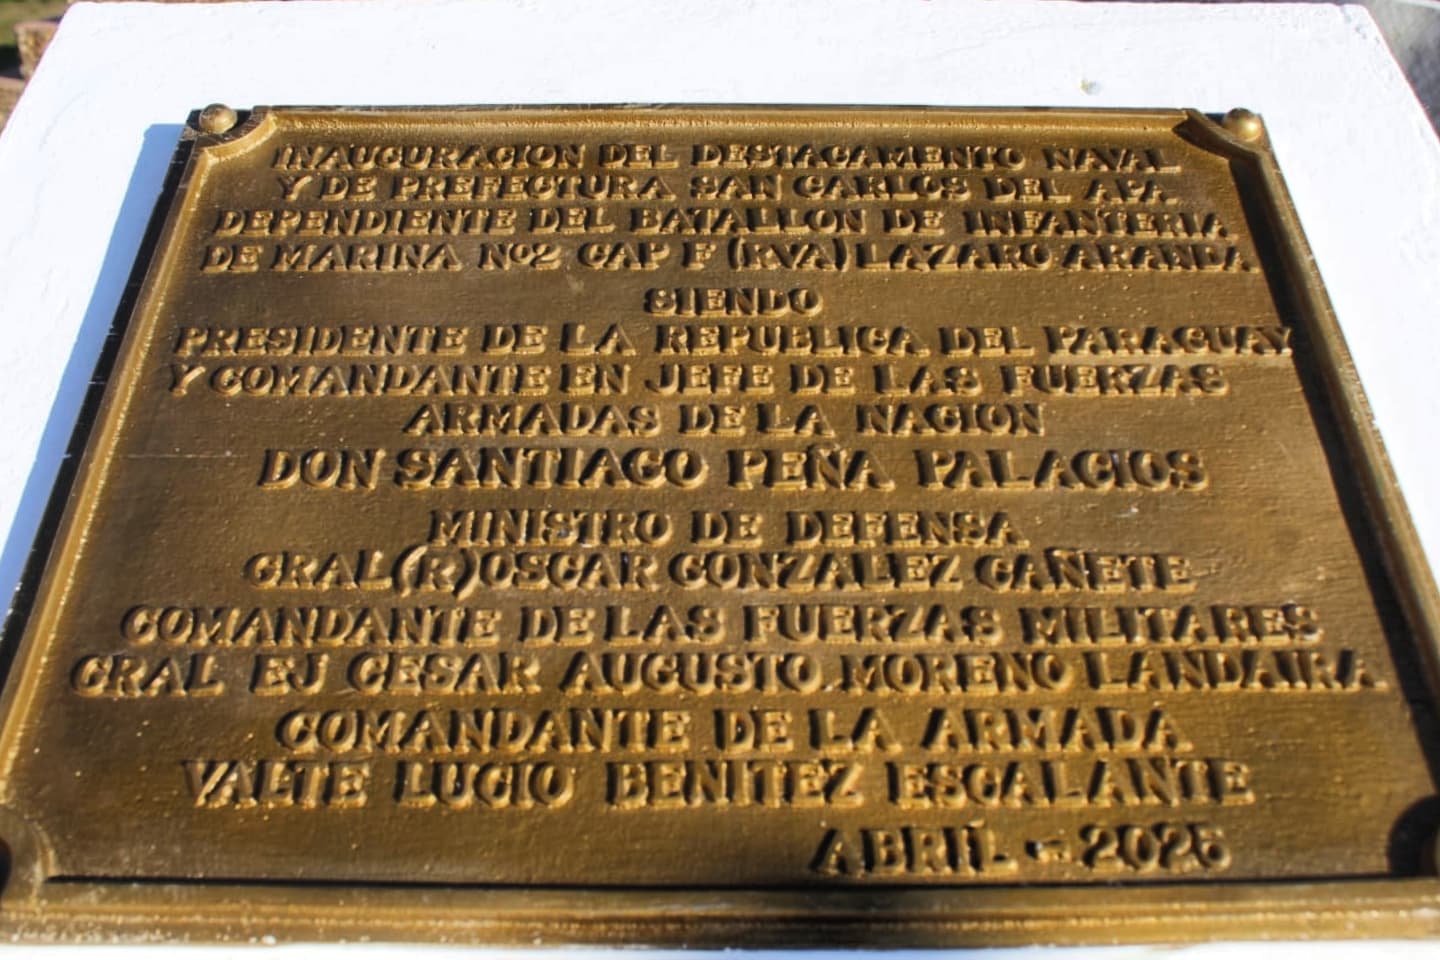 INAUGURACION DEL DESTACAMENTO NAVAL
Y DE PREFECTURA SAN CARLOS DEL APA
DEPENDIENTE DEL BATALLON DE INFANTERIA
DE MARINA Nº2 CAP F (RVA) LAZARO ARANDA
SIENDO
PRESIDENTE DE LA REPUBLICA DEL PARAGUAY
Y COMANDANTE EN JEFE DE LAS FUERZAS
ARMADAS DE LA NACION
DON SANTIAGO PEÑA PALACIOS
MINISTRO DE DEFENSA
GRAL(R)OSCAR GONZALEZ CAÑETE
COMANDANTE DE LAS FUERZAS MILITARES
GRAL EJ CESAR AUGUSTO MORENO LANDAIRA
COMANDANTE DE LA ARMADA
VALTE LUCIO BENITEZ ESCALANTE
ABRIL - 2025